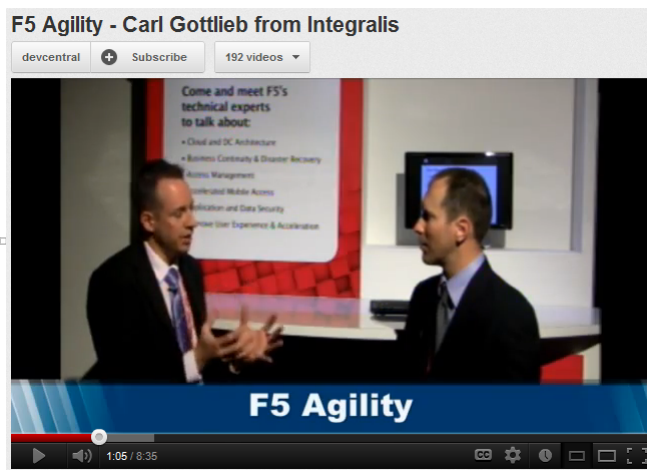 F5 Agility - Carl Gottlieb from Integralis
devcentral
Subscribe
192 videos
Come and meet F5's
technical experts
to talk about:
• Cloud and DC Architecture
• Business Continuity & Disaster Recovery
Access Management
Accelerated Mobile Access
Application and Data Security
Improve User Experience & Acceleration
F5 Agility
1:05 / 8:35
CC